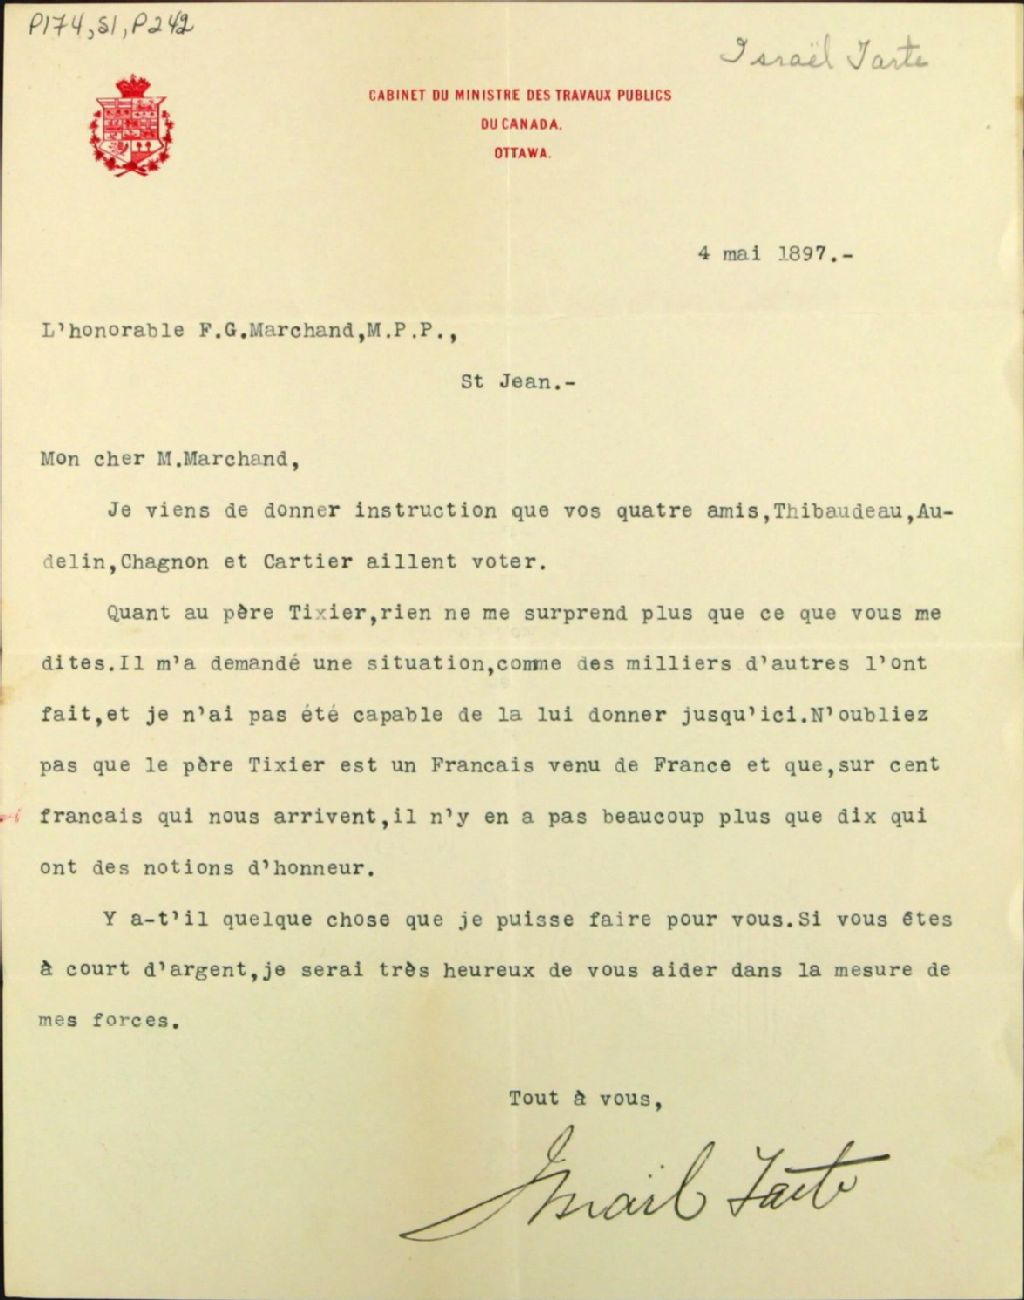 P174, S1, P242
Israël Tarte
CABINET DU MINISTRE DES TRAVAUX PUBLICS
DU CANADA.
OTTAWA.
4 mai 1897.-
L'honorable F.G.Marchand,M.P.P.,
St Jean.-
Mon cher M.Marchand,
Je viens de donner instruction que vos quatre amis,Thibaudeau,Au-
delin,Chagnon et Cartier aillent voter.
Quant au père Tixier,rien ne me surprend plus que ce que vous me
dites.Il m'a demandé une situation,comme des milliers d'autres l'ont
fait,et je n'ai pas été capable de la lui donner jusqu'ici.N'oubliez
pas que le père Tixier est un Francais venu de France et que,sur cent
francais qui nous arrivent,il n'y en a pas beaucoup plus que dix qui
ont des notions d'honneur.
Y a-t'il quelque chose que je puisse faire pour vous.Si vous êtes
à court d'argent,je serai très heureux de vous aider dans la mesure de
mes forces.
Tout à vous,
Israël Tarte